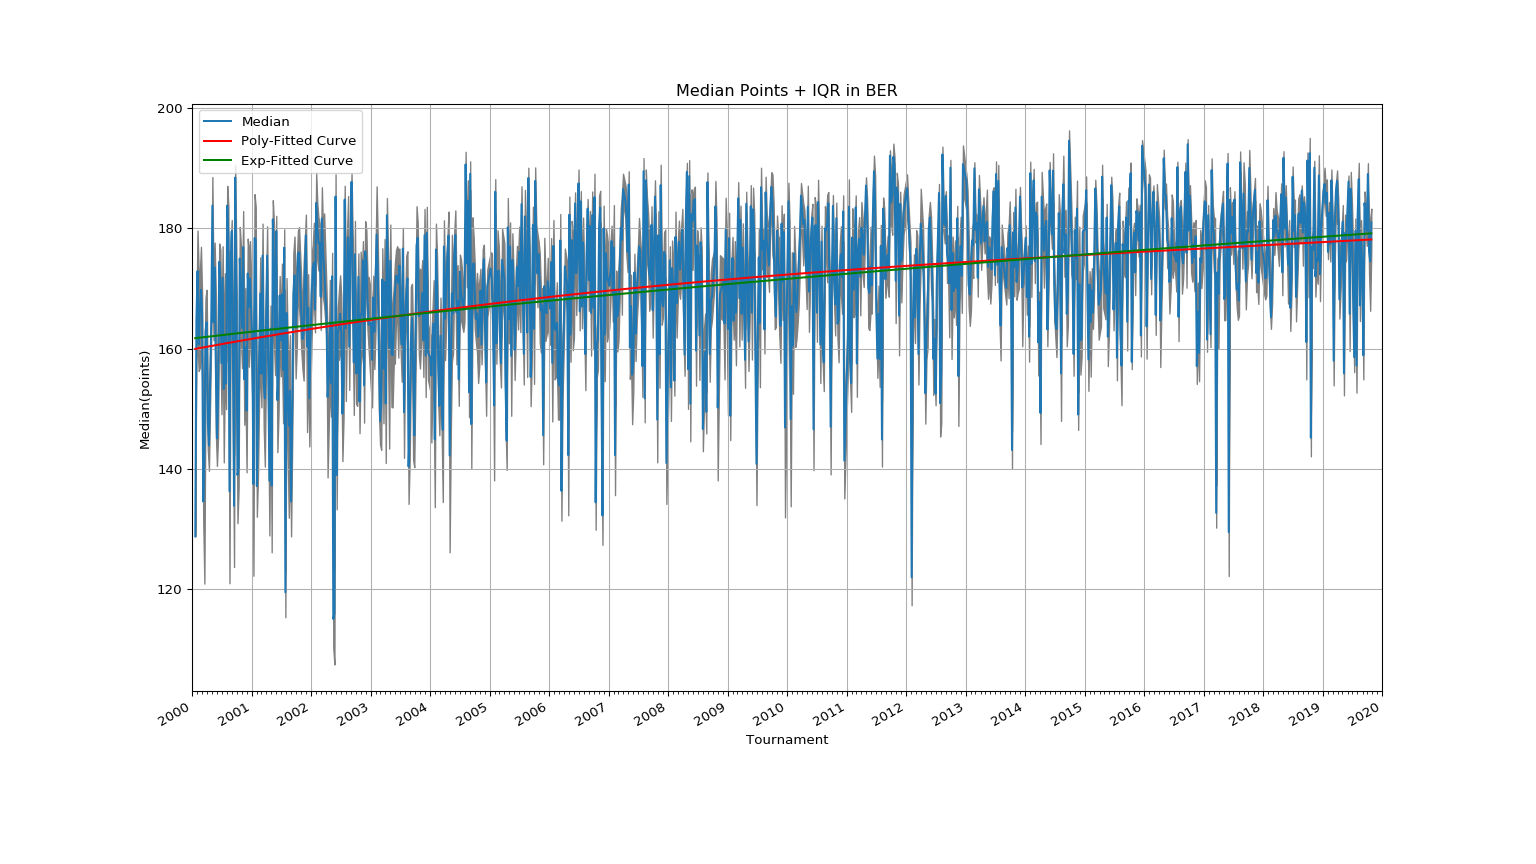 Median Points + IQR in BER
200
180
160
140
120
Median(points)
Median
Poly-Fitted Curve
Exp-Fitted Curve
2000 2001 2002 2003 2004 2005 2006 2007 2008 2009 2010 2011 2012 2013 2014 2015 2016 2017 2018 2019 2020
Tournament